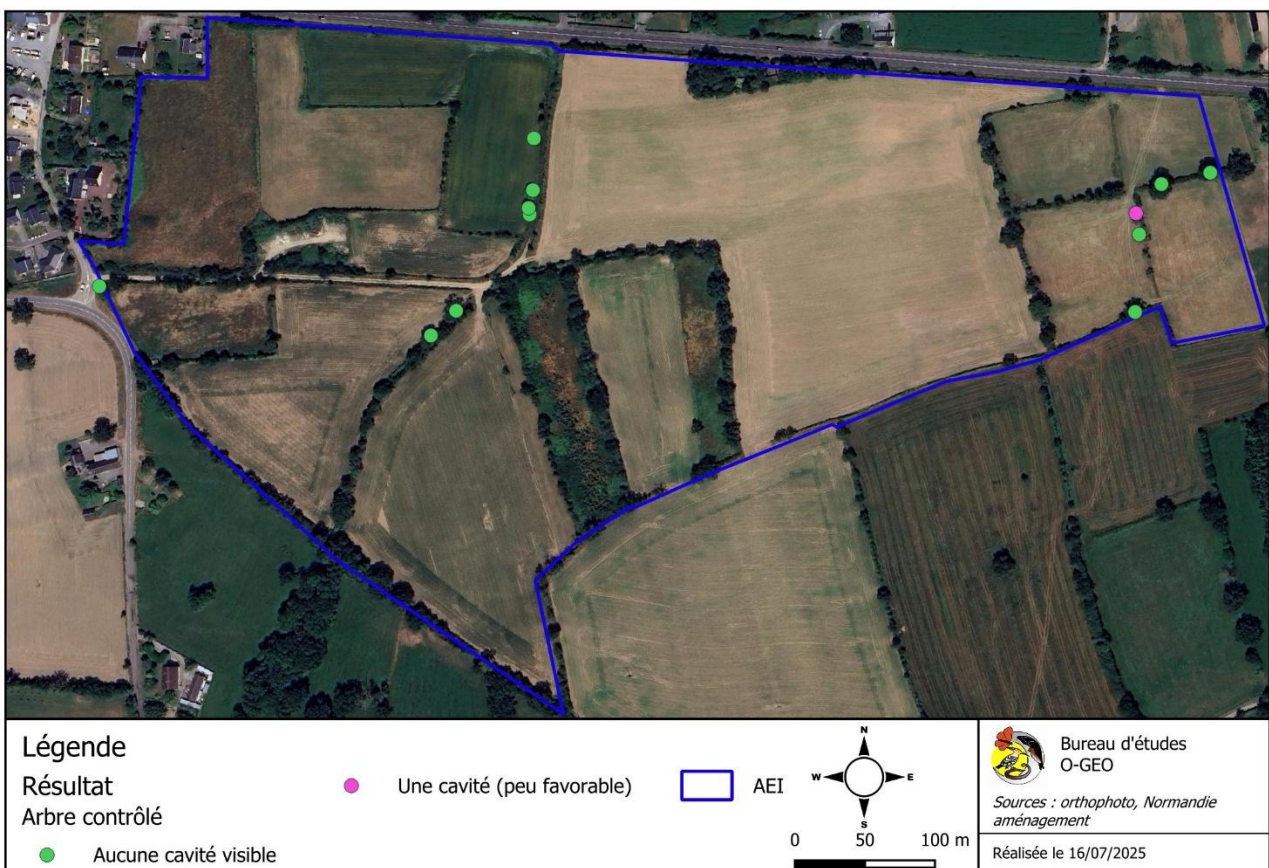 Légende
Résultat
Arbre contrôlé
Aucune cavité visible
Une cavité (peu favorable)
AEI
N
W E
S
0 50 100 m
Bureau d'études
O-GEO
Sources : orthophoto, Normandie
aménagement
Réalisée le 16/07/2025